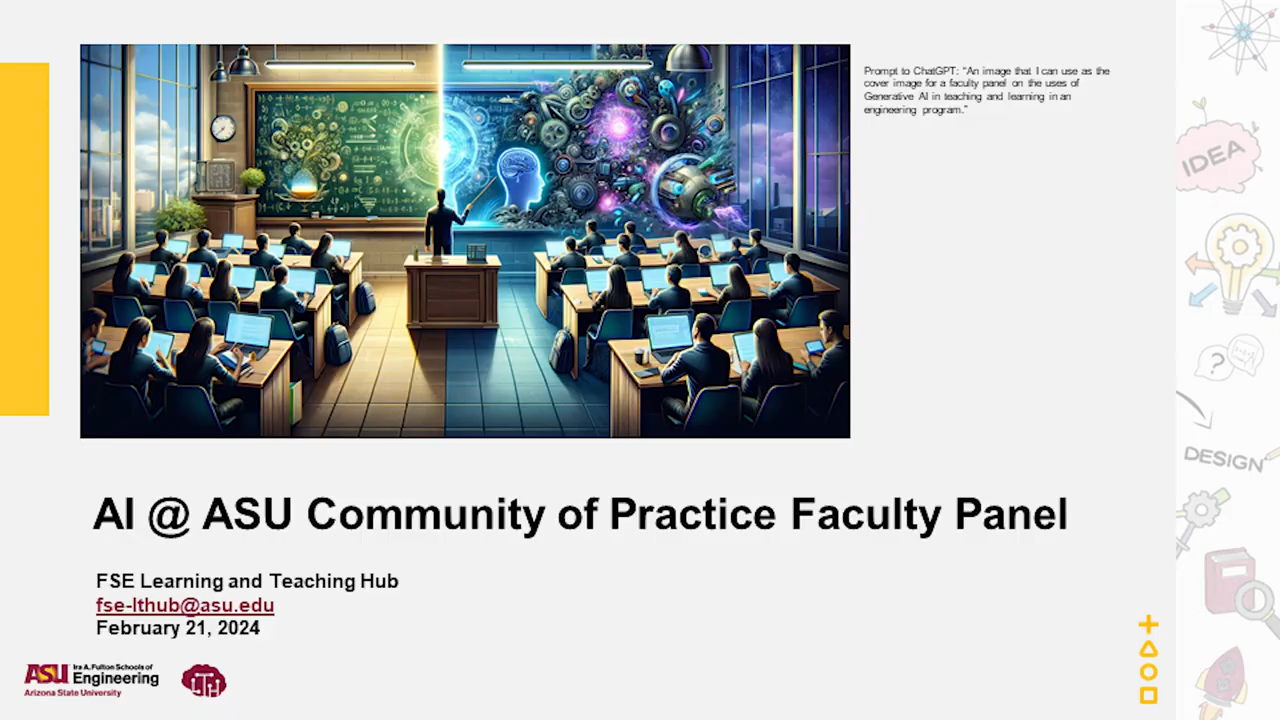 Prompt to ChatGPT: "An image that I can use as the
cover image for a faculty panel on the uses of
Generative AI in teaching and learning in an
engineering program."
IDEA
?
DESIGN
AI @ ASU Community of Practice Faculty Panel
FSE Learning and Teaching Hub
fse-lthub@asu.edu
February 21, 2024
ASU Ira A. Fulton Schools of
Engineering
Arizona State University
LTH